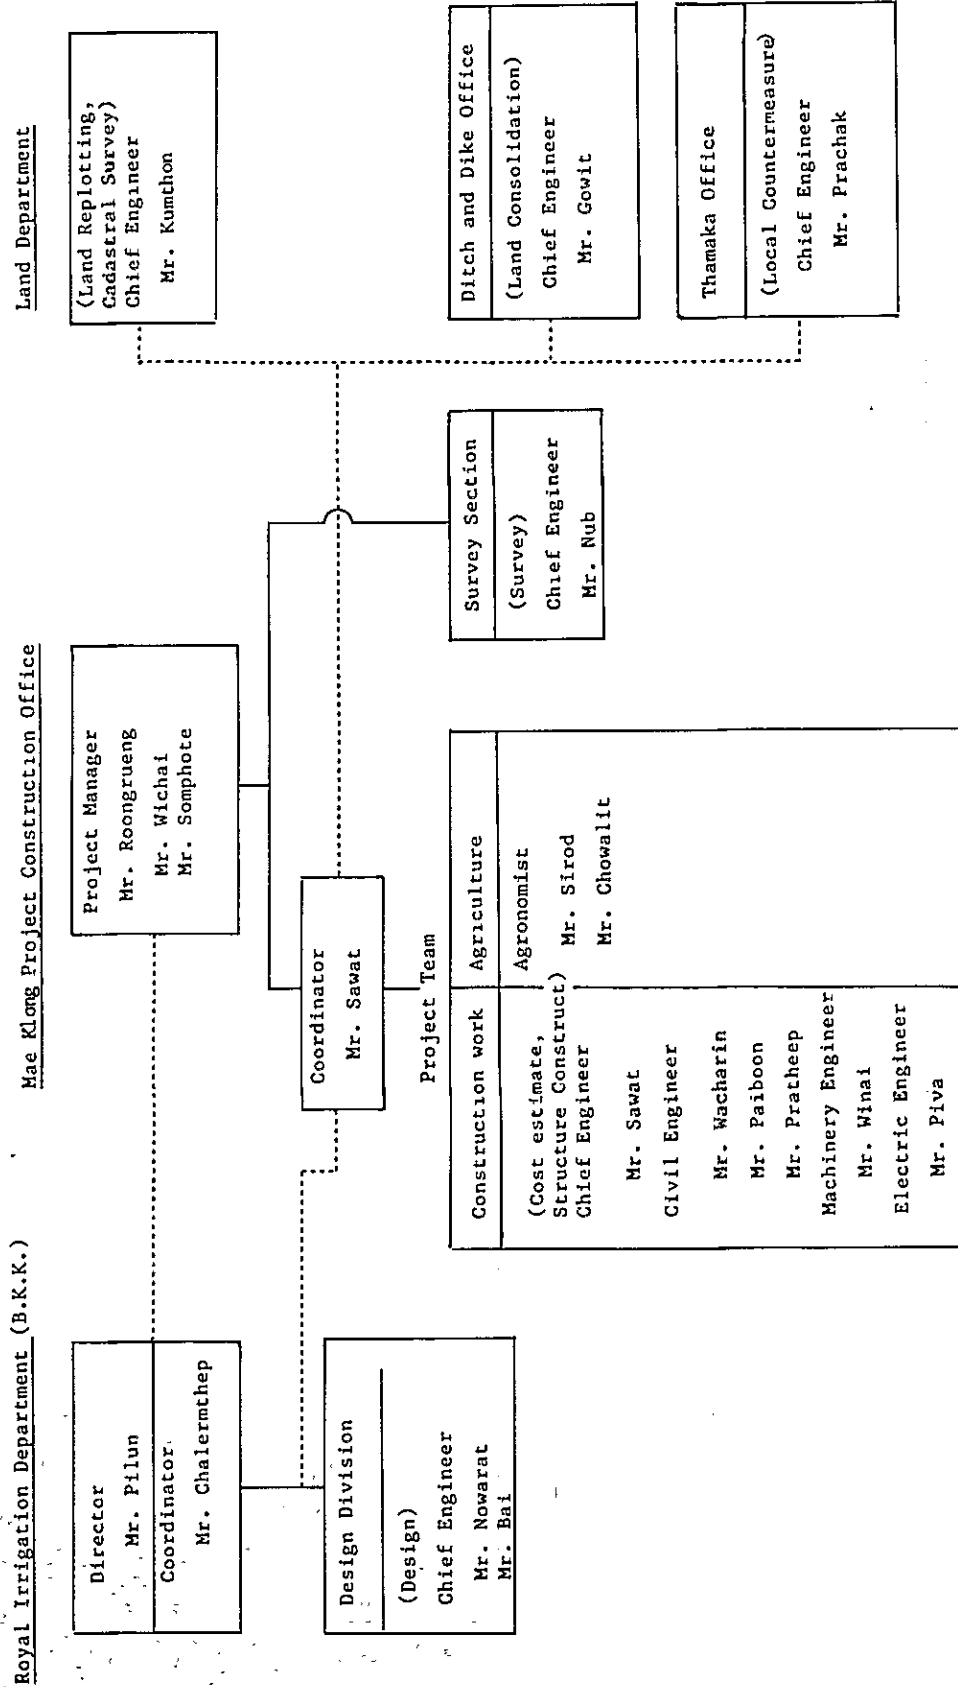 Royal Irrigation Department (B.K.K.)
Director
Mr. Pilun
Coordinator
Mr. Chalermthep
Design Division
(Design)
Chief Engineer
Mr. Nowarat
Mr. Bai
Mae Klong Project Construction Office
Project Manager
Mr. Roongrueng
Mr. Wichai
Mr. Somphote
Coordinator
Mr. Sawat
Project Team
Construction work
(Cost estimate,
Structure Construct)
Chief Engineer
Mr. Sawat
Civil Engineer
Mr. Wacharin
Mr. Paiboon
Mr. Pratheep
Machinery Engineer
Mr. Winai
Electric Engineer
Mr. Piva
Agriculture
Agronomist
Mr. Sirod
Mr. Chowalit
Survey Section
(Survey)
Chief Engineer
Mr. Nub
Land Department
(Land Replotting,
Cadastral Survey)
Chief Engineer
Mr. Kumthon
Ditch and Dike Office
(Land Consolidation)
Chief Engineer
Mr. Gowit
Thamaka Office
(Local Countermeasure)
Chief Engineer
Mr. Prachak